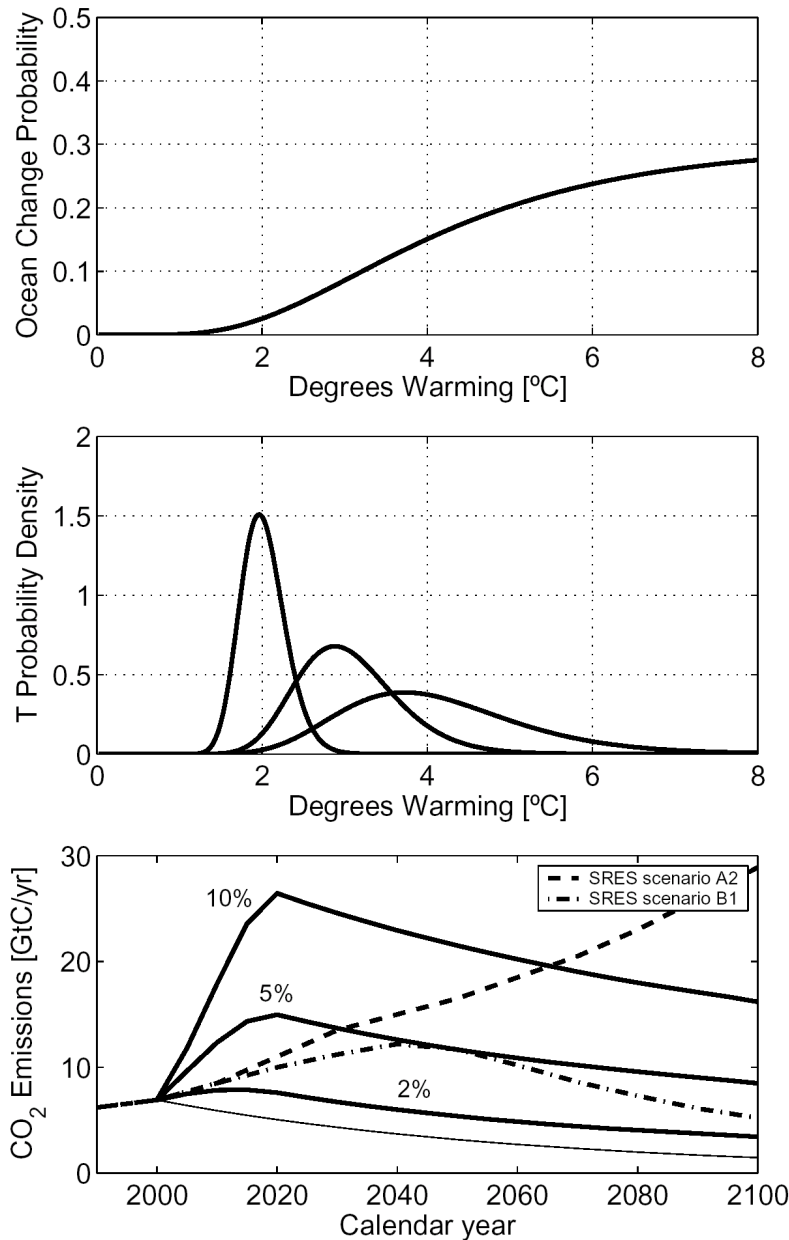 0.5
0.4
0.3
0.2
0.1
0
Ocean Change Probability
0 2 4 6 8
Degrees Warming [ºC]
2
1.5
1
0.5
0
T Probability Density
0 2 4 6 8
Degrees Warming [ºC]
30
20
10
0
CO2 Emissions [GtC/yr]
10%
5%
2%
SRES scenario A2
SRES scenario B1
2000 2020 2040 2060 2080 2100
Calendar year